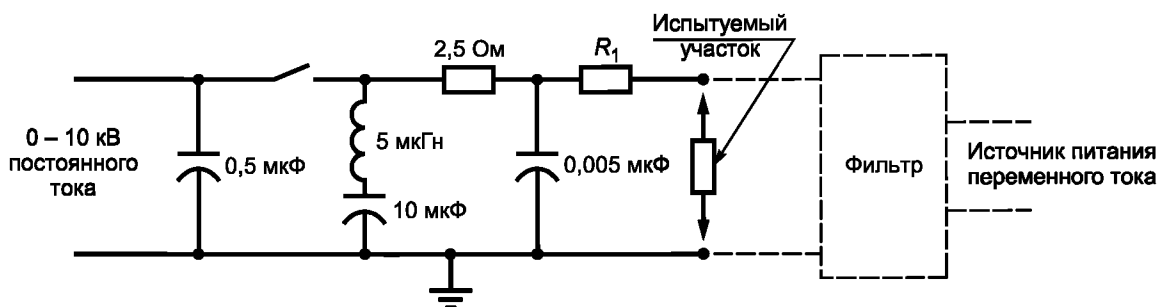 0 – 10 кВ
постоянного
тока
0,5 мкФ
5 мкГн
10 мкФ
2,5 Ом
0,005 мкФ
R1
Испытуемый
участок
Фильтр
Источник питания
переменного тока